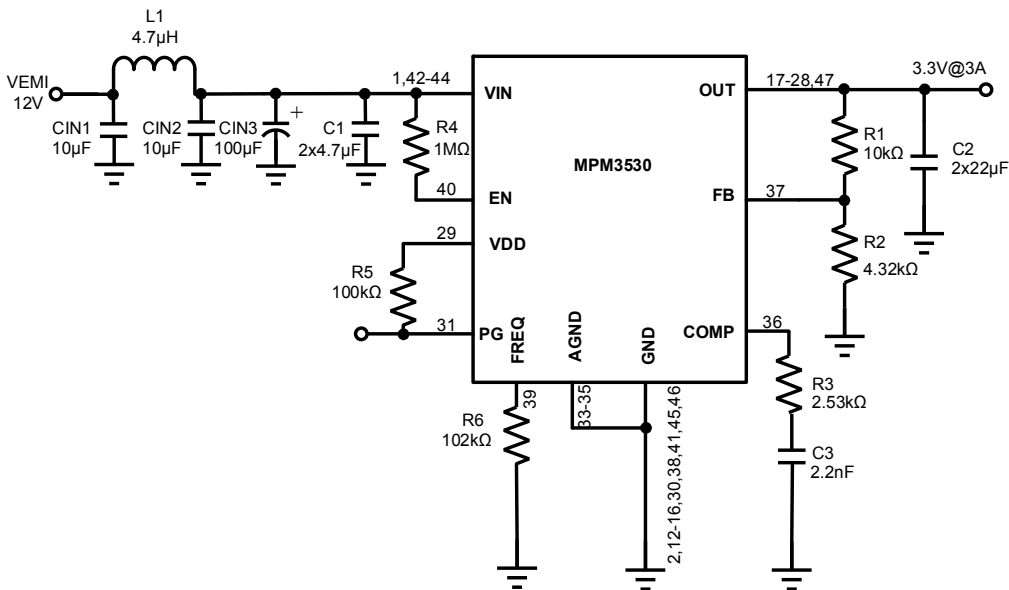 L1
4.7µH
VEMI
12V
CIN1
10µF
CIN2
10µF
CIN3
100µF
+
C1
2x4.7µF
1,42-44
VIN
R4
1MΩ
40
EN
29
VDD
R5
100kΩ
31
PG
FREQ
AGND
GND
MPM3530
OUT
17-28,47
3.3V@3A
R1
10kΩ
C2
2x22µF
FB
37
R2
4.32kΩ
COMP
36
R3
2.53kΩ
C3
2.2nF
39
R6
102kΩ
33-35
2,12-16,30,38,41,45,46